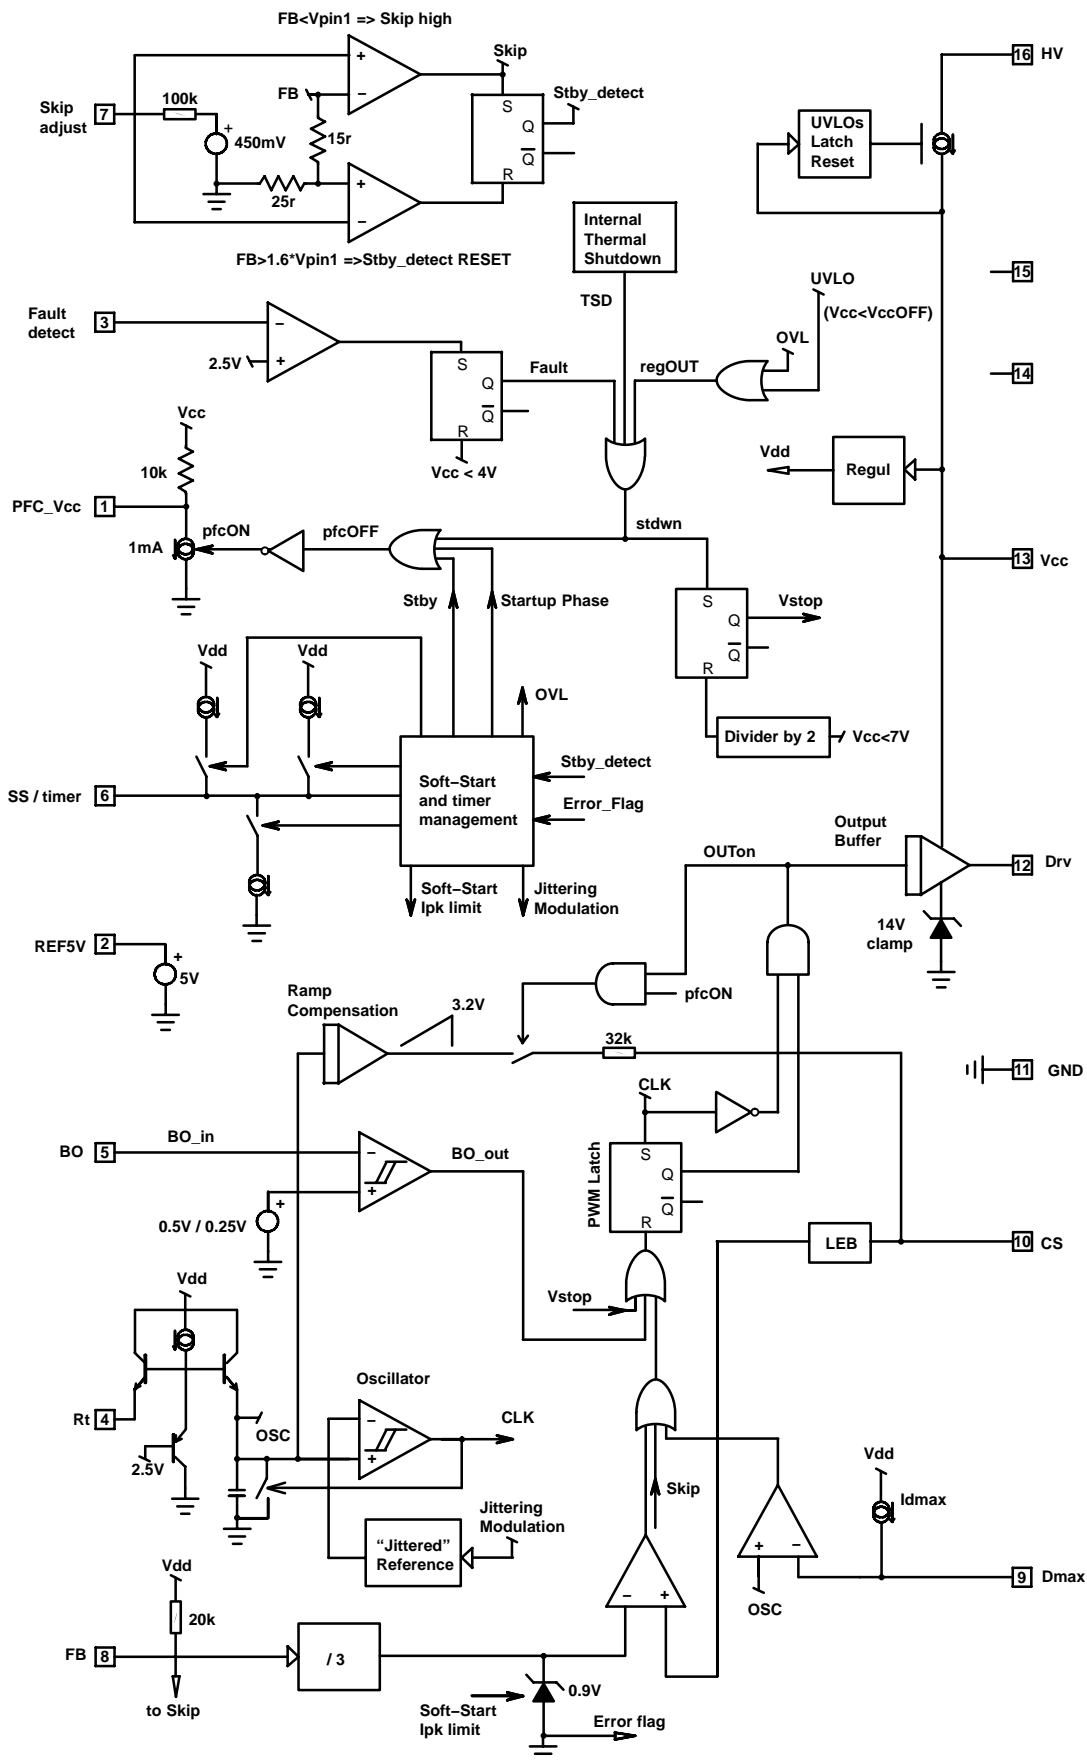 FB<Vpin1 => Skip high
Skip
+
FB
−
Stby_detect
Skip
adjust
7
100k
+
450mV
15r
S
Q
Q
R
25r
+
−
FB>1.6*Vpin1 =>Stby_detect RESET
16
HV
UVLOs
Latch
Reset
Internal
Thermal
Shutdown
TSD
UVLO
(Vcc<VccOFF)
OVL
15
14
Fault
detect
3
−
2.5V
+
S
Q
Q
R
Fault
regOUT
Vcc < 4V
Vcc
10k
PFC_Vcc
1
1mA
pfcON
pfcOFF
stdwn
Vdd
Regul
13
Vcc
Stby
Startup Phase
S
Q
Q
R
Vstop
Divider by 2
Vcc<7V
Vdd
Vdd
OVL
SS / timer
6
Soft−Start
and timer
management
Stby_detect
Error_Flag
Soft−Start
Ipk limit
Jittering
Modulation
OUTon
Output
Buffer
12
Drv
14V
clamp
REF5V
2
+
5V
pfcON
Ramp
Compensation
3.2V
32k
11
GND
CLK
BO
5
BO_in
−
+
BO_out
+
0.5V / 0.25V
PWM Latch
S
Q
Q
R
LEB
10
CS
Vstop
Vdd
Rt
4
OSC
2.5V
Oscillator
−
+
CLK
Jittering
Modulation
“Jittered”
Reference
Skip
Vdd
Idmax
+
−
OSC
9
Dmax
−
+
Vdd
20k
FB
8
/ 3
to Skip
Soft−Start
Ipk limit
0.9V
Error flag